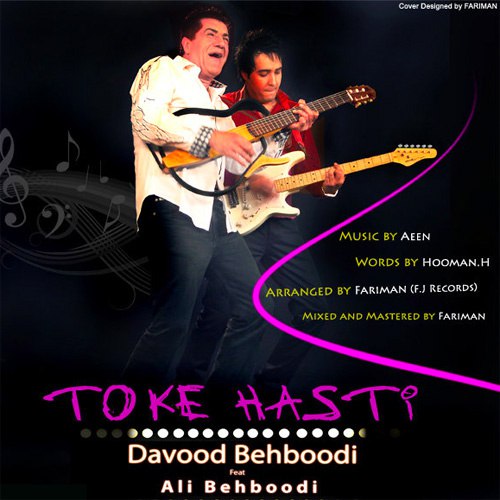 Cover Designed by FARIMAN
MUSIC BY AEEN
WORDS BY HOOMAN.H
ARRANGED BY FARIMAN (F.J RECORDS)
MIXED AND MASTERED BY FARIMAN
TOKE HASTi
Davood Behboodi
Feat
Ali Behboodi